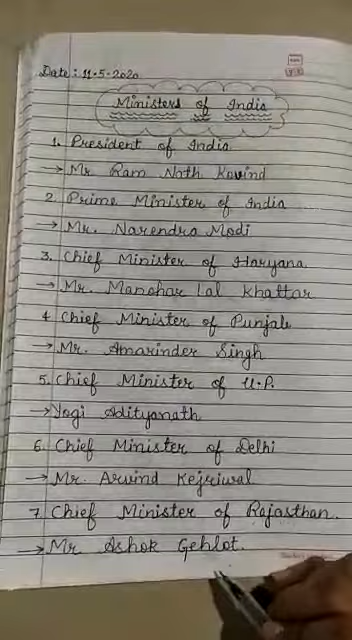 Date: 11.5.2020
Ministers of India
1. President of India
→ Mr. Ram Nath Kovind
2. Prime Minister of India
→ Mr. Narendra Modi
3. Chief Minister of Haryana
→ Mr. Manohar Lal Khattar
4 Chief Minister of Punjab
→ Mr. Amarinder Singh
5. Chief Minister of U.P.
→ Yogi Adityanath
6. Chief Minister of Delhi
→ Mr. Arvind Kejriwal
7. Chief Minister of Rajasthan
→ Mr Ashok Gehlot.